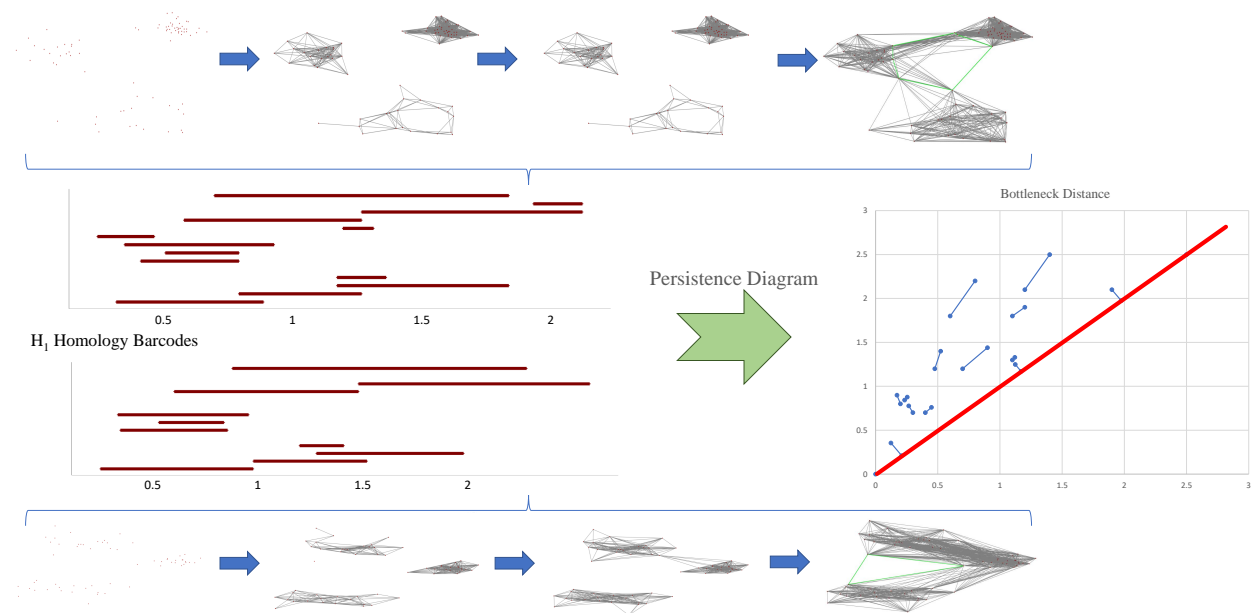 0.5 1 1.5 2
H1 Homology Barcodes
0.5 1 1.5 2
Persistence Diagram
Bottleneck Distance
3
2.5
2
1.5
1
0.5
0
0 0.5 1 1.5 2 2.5 3